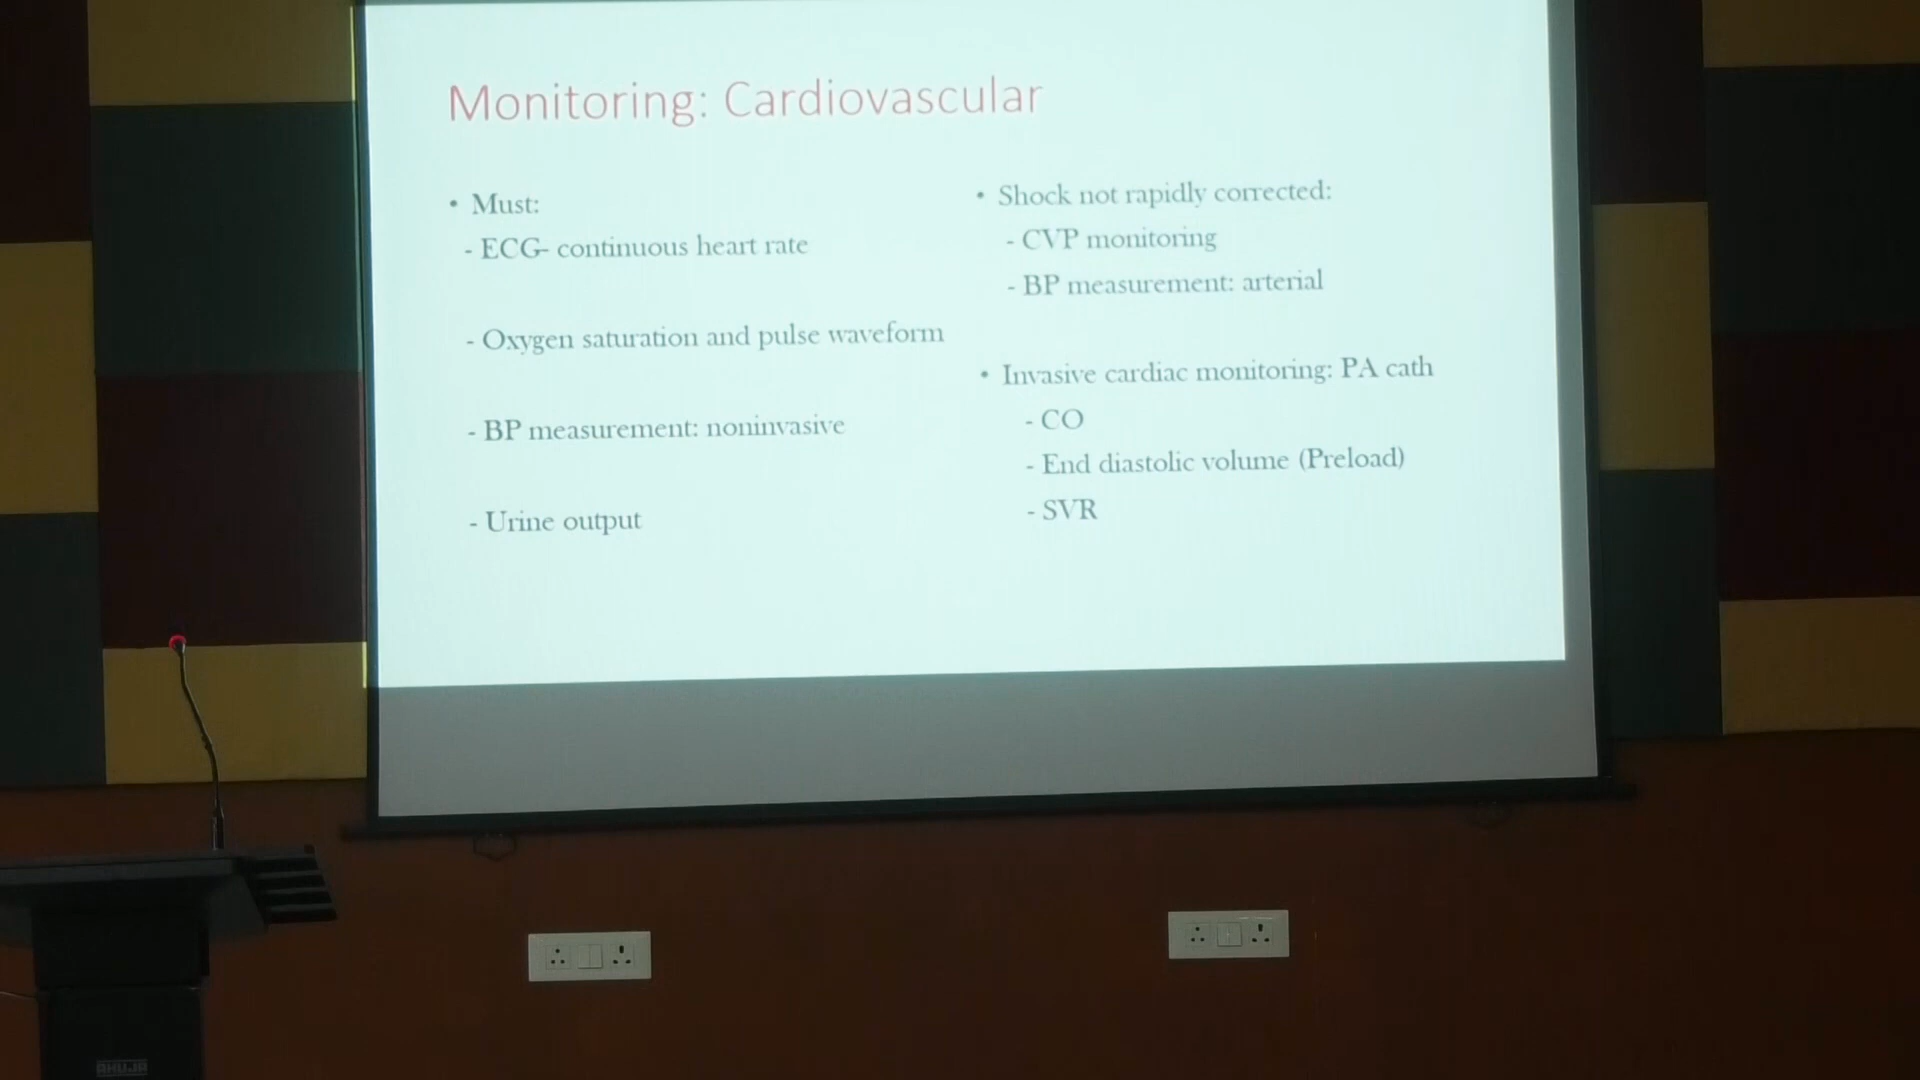 Monitoring: Cardiovascular
• Must:
- ECG- continuous heart rate
- Oxygen saturation and pulse waveform
- BP measurement: noninvasive
- Urine output
• Shock not rapidly corrected:
- CVP monitoring
- BP measurement: arterial
• Invasive cardiac monitoring: PA cath
- CO
- End diastolic volume (Preload)
- SVR
AHUJA